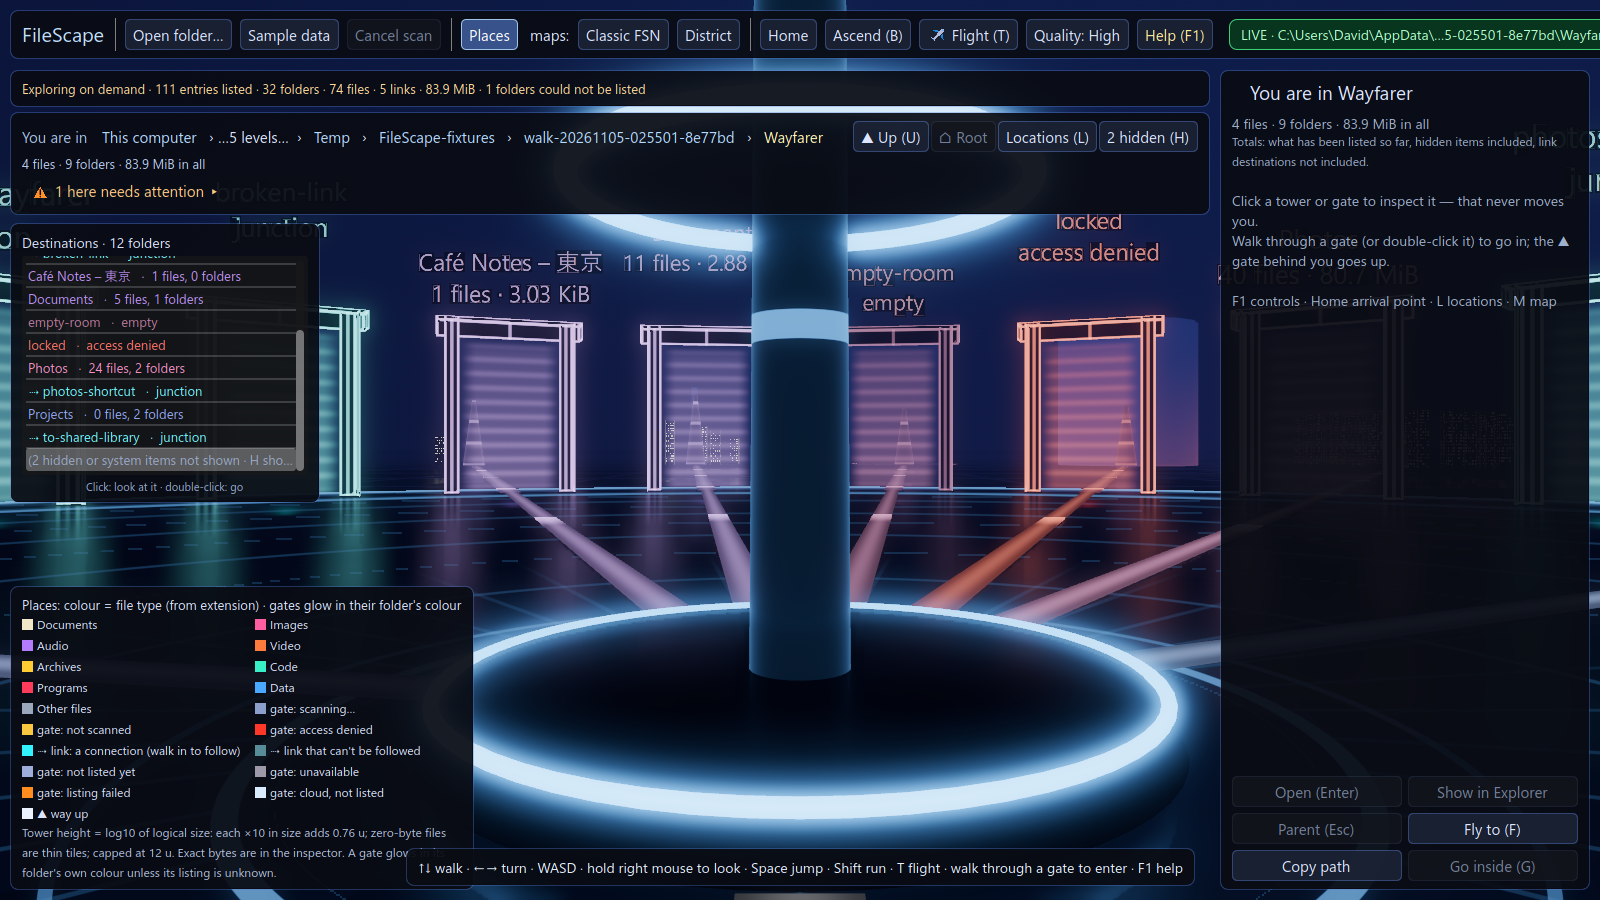 FileScape Open folder... Sample data Cancel scan Places maps: Classic FSN District Home Ascend (B) Flight (T) Quality: High Help (F1) LIVE · C:\Users\David\AppData\...5-025501-8e77bd\Wayfar
Exploring on demand · 111 entries listed · 32 folders · 74 files · 5 links · 83.9 MiB · 1 folders could not be listed
You are in This computer › ...5 levels... › Temp › FileScape-fixtures › walk-20261105-025501-8e77bd › Wayfarer ▲ Up (U) Root Locations (L) 2 hidden (H)
4 files · 9 folders · 83.9 MiB in all
1 here needs attention ▸
broken-link
junction
Destinations · 12 folders
Café Notes – 東京 · 1 files, 0 folders
Documents · 5 files, 1 folders
empty-room · empty
locked · access denied
Photos · 24 files, 2 folders
→ photos-shortcut · junction
Projects · 0 files, 2 folders
→ to-shared-library · junction
(2 hidden or system items not shown · H sho...
Click: look at it · double-click: go
Café Notes – 東京
1 files · 3.03 KiB
11 files · 2.88
mpty-room
empty
locked
access denied
You are in Wayfarer
4 files · 9 folders · 83.9 MiB in all
Totals: what has been listed so far, hidden items included, link
destinations not included.
Click a tower or gate to inspect it — that never moves
you.
Walk through a gate (or double-click it) to go in; the ▲
gate behind you goes up.
F1 controls · Home arrival point · L locations · M map
Places: colour = file type (from extension) · gates glow in their folder's colour
Documents Images
Audio Video
Archives Code
Programs Data
Other files gate: scanning...
gate: not scanned gate: access denied
→ link: a connection (walk in to follow) → link that can't be followed
gate: not listed yet gate: unavailable
gate: listing failed gate: cloud, not listed
▲ way up
Tower height = log10 of logical size: each ×10 in size adds 0.76 u; zero-byte files
are thin tiles; capped at 12 u. Exact bytes are in the inspector. A gate glows in its
folder's own colour unless its listing is unknown.
↑↓ walk · ←→ turn · WASD · hold right mouse to look · Space jump · Shift run · T flight · walk through a gate to enter · F1 help
Open (Enter) Show in Explorer
Parent (Esc) Fly to (F)
Copy path Go inside (G)